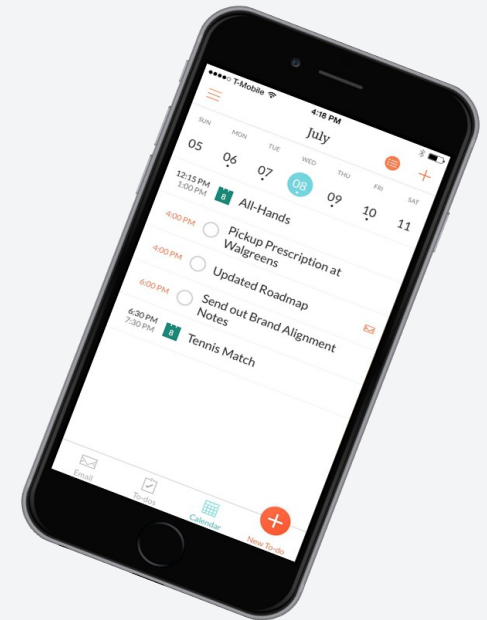 T-Mobile 4:18 PM
July
SUN MON TUE WED THU FRI SAT
05 06 07 08 09 10 11
12:15 PM
1:00 PM
8 All-Hands
4:00 PM Pickup Prescription at
Walgreens
4:00 PM Updated Roadmap
6:00 PM Send out Brand Alignment
Notes
6:30 PM
7:30 PM
8 Tennis Match
Email To-dos Calendar New To-do